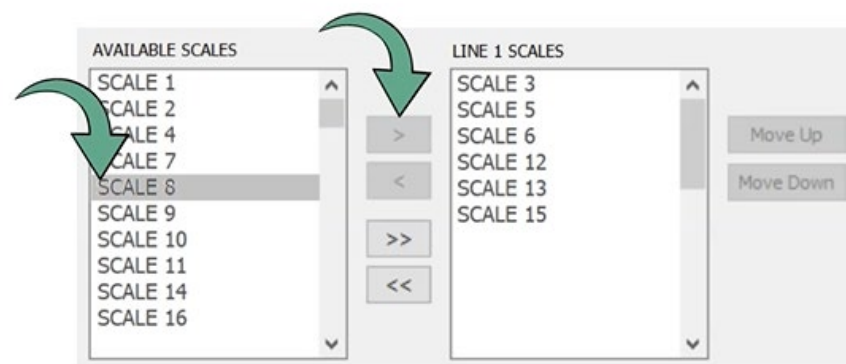 AVAILABLE SCALES
SCALE 1
SCALE 2
SCALE 4
SCALE 7
SCALE 8
SCALE 9
SCALE 10
SCALE 11
SCALE 14
SCALE 16
>
<
>>
<<
LINE 1 SCALES
SCALE 3
SCALE 5
SCALE 6
SCALE 12
SCALE 13
SCALE 15
Move Up
Move Down